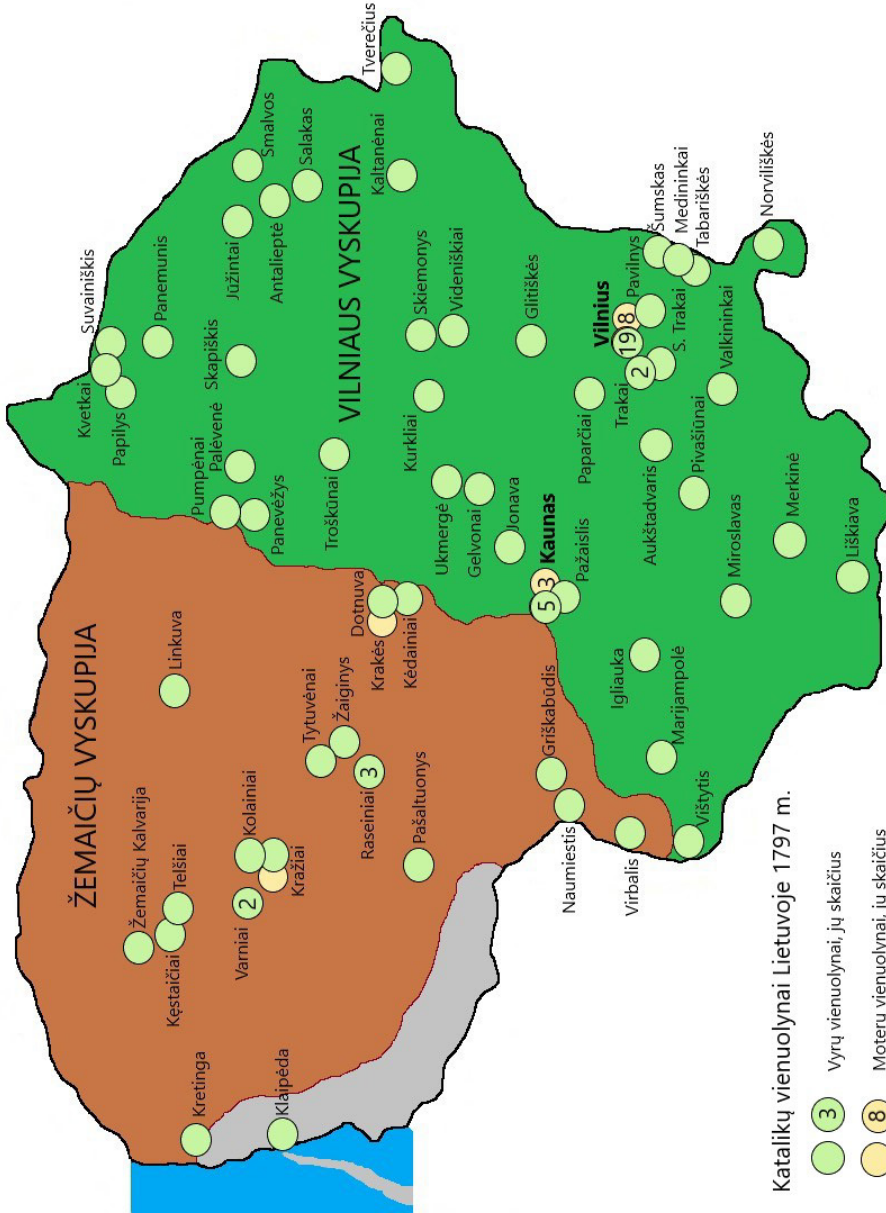 ŽEMAIČIŲ VYSKUPIJA
VILNIAUS VYSKUPIJA
Kretinga
Klaipėda
Žemaičių Kalvarija
Kęstaičiai
Telšiai
Varniai
2
Kolainiai
Kražiai
Linkuva
Tytuvėnai
Žaiginys
Raseiniai
3
Pašaltuonys
Krakės
Dotnuva
Kėdainiai
Griškabūdis
Naumiestis
Virbalis
Vištytis
Pumpėnai
Palėvenė
Panevėžys
Kvetkai
Papilys
Suvainiškis
Panemunis
Skapiškis
Jūžintai
Antalieptė
Smalvos
Salakas
Tverečius
Kaltanėnai
Troškūnai
Skiemonys
Videniškiai
Kurkliai
Ukmergė
Gelvonai
Jonava
Kaunas
5
3
Pažaislis
Glitiškės
Paparčiai
Vilnius
19
8
Pavilnys
Trakai
2
S. Trakai
Šumskas
Medininkai
Tabariškės
Norviliškės
Valkininkai
Aukštadvaris
Pivašiūnai
Igliauka
Marijampolė
Miroslavas
Merkinė
Liškiava
Katalikų vienuolynai Lietuvoje 1797 m.
3 Vyrų vienuolynai, jų skaičius
8 Moterų vienuolynai, jų skaičius